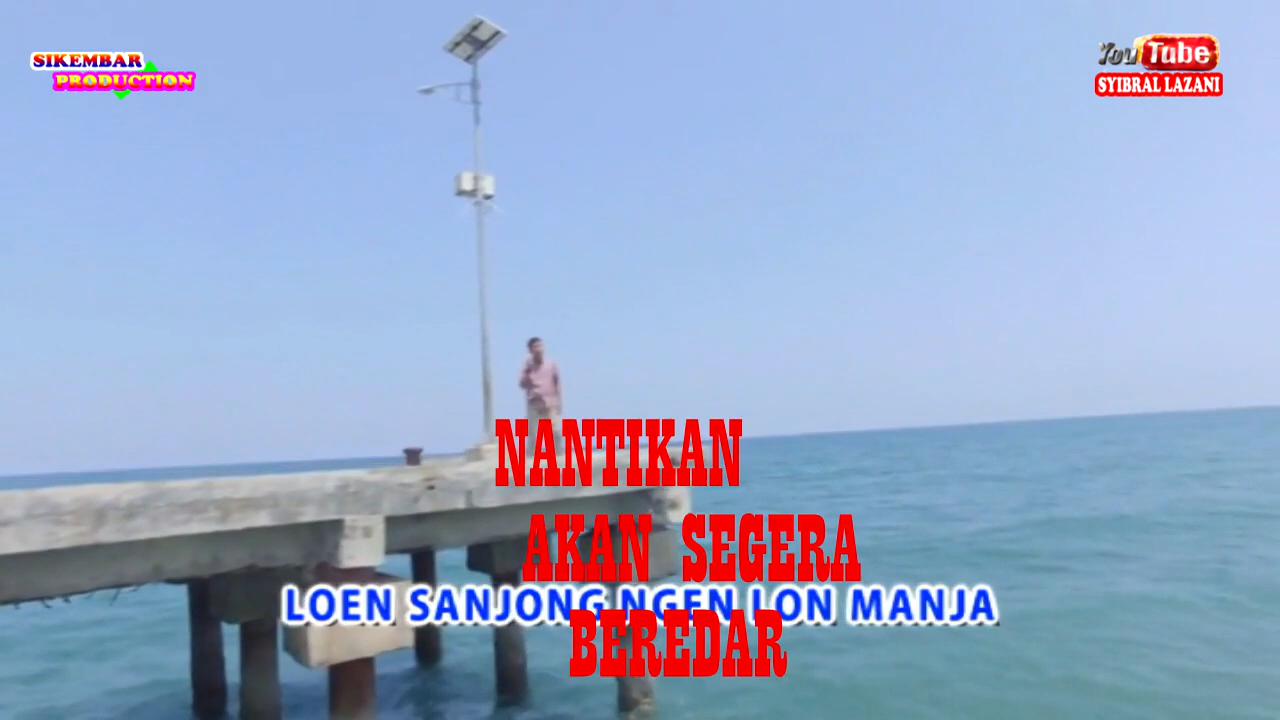 SIKEMBAR
PRODUCTION
YouTube
SYIBRAL LAZANI
NANTIKAN
AKAN SEGERA
LOEN SANJONG NGEN LON MANJA
BEREDAR